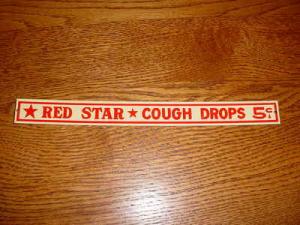 ★ RED STAR ★ COUGH DROPS 5¢